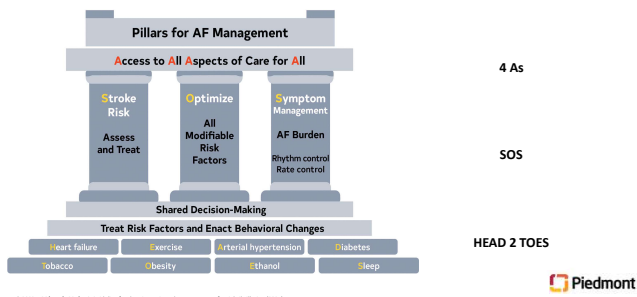 Pillars for AF Management
Access to All Aspects of Care for All
4 As
Stroke
Risk
Assess
and Treat
Optimize
All
Modifiable
Risk
Factors
Symptom
Management
AF Burden
Rhythm control
Rate control
SOS
Shared Decision-Making
Treat Risk Factors and Enact Behavioral Changes
Heart failure
Exercise
Arterial hypertension
Diabetes
HEAD 2 TOES
Tobacco
Obesity
Ethanol
Sleep
Piedmont